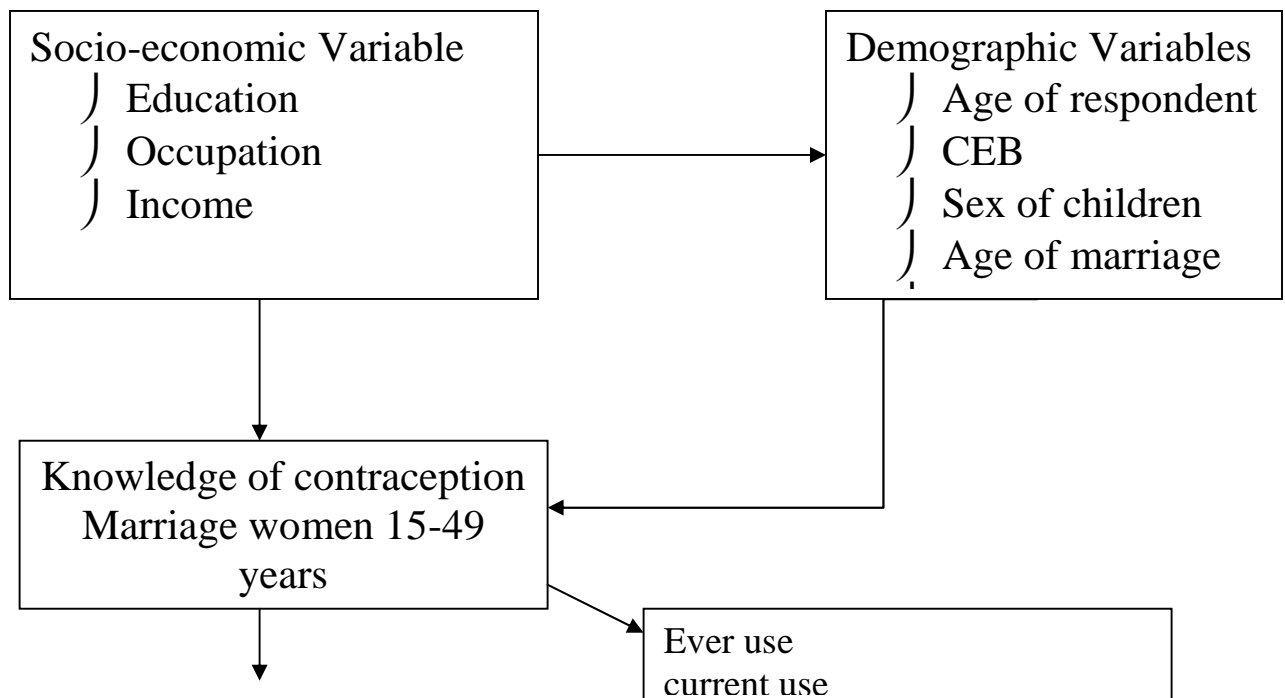 Socio-economic Variable
Education
Occupation
Income
Demographic Variables
Age of respondent
CEB
Sex of children
Age of marriage
Knowledge of contraception
Marriage women 15-49
years
Ever use
current use